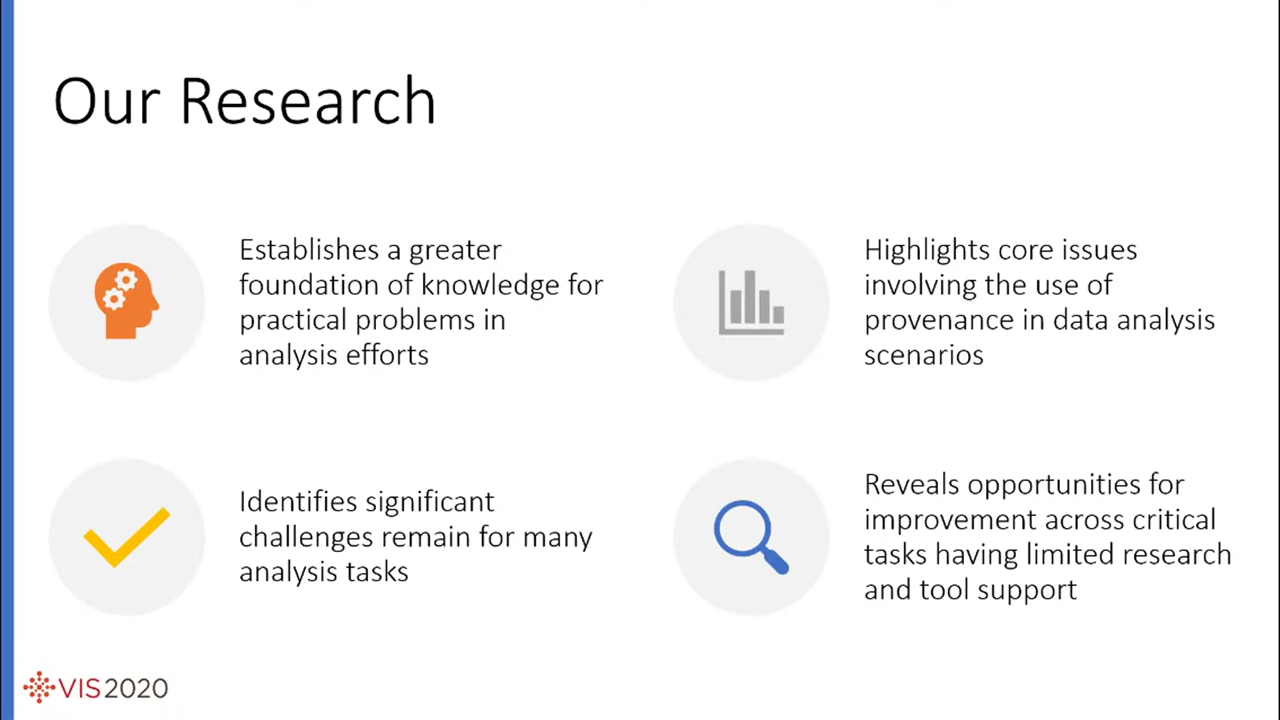 Our Research
Establishes a greater
foundation of knowledge for
practical problems in
analysis efforts
Highlights core issues
involving the use of
provenance in data analysis
scenarios
Identifies significant
challenges remain for many
analysis tasks
Reveals opportunities for
improvement across critical
tasks having limited research
and tool support
VIS2020